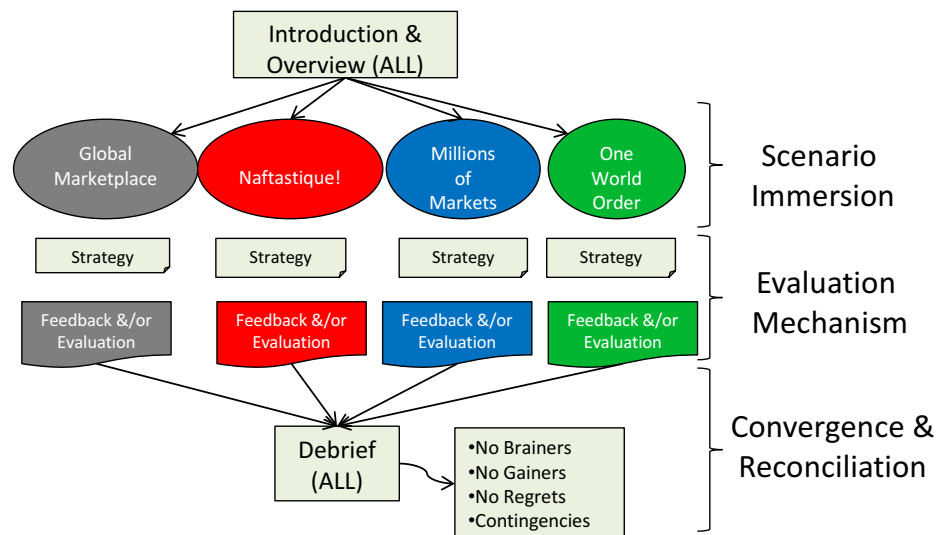 Introduction &
Overview (ALL)
Global
Marketplace
Naftastique!
Millions
of
Markets
One
World
Order
Scenario
Immersion
Strategy
Strategy
Strategy
Strategy
Feedback &/or
Evaluation
Feedback &/or
Evaluation
Feedback &/or
Evaluation
Feedback &/or
Evaluation
Evaluation
Mechanism
Debrief
(ALL)
•No Brainers
•No Gainers
•No Regrets
•Contingencies
Convergence &
Reconciliation